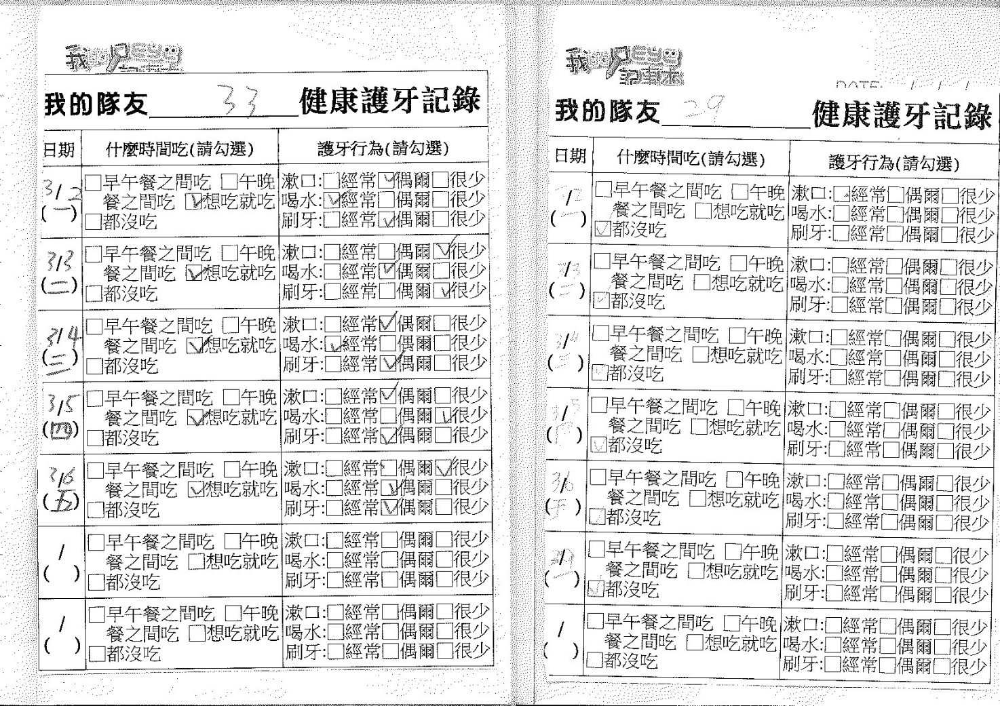 我的
記事本
我的隊友 33 健康護牙記錄
日期 什麼時間吃(請勾選) 護牙行為(請勾選)
3/2 (一) □早午餐之間吃 □午晚 漱口:□經常☑偶爾□很少
餐之間吃 ☑想吃就吃 喝水:☑經常□偶爾□很少
□都沒吃 刷牙:□經常☑偶爾□很少
3/3 (二) □早午餐之間吃 □午晚 漱口:□經常□偶爾☑很少
餐之間吃 ☑想吃就吃 喝水:□經常☑偶爾□很少
□都沒吃 刷牙:□經常□偶爾☑很少
3/4 (三) □早午餐之間吃 □午晚 漱口:□經常☑偶爾□很少
餐之間吃 ☑想吃就吃 喝水:☑經常□偶爾□很少
□都沒吃 刷牙:□經常☑偶爾□很少
3/5 (四) □早午餐之間吃 □午晚 漱口:□經常☑偶爾□很少
餐之間吃 ☑想吃就吃 喝水:□經常□偶爾☑很少
□都沒吃 刷牙:□經常☑偶爾□很少
3/6 (五) □早午餐之間吃 □午晚 漱口:□經常□偶爾☑很少
餐之間吃 ☑想吃就吃 喝水:□經常☑偶爾□很少
□都沒吃 刷牙:□經常☑偶爾□很少
/ ( ) □早午餐之間吃 □午晚 漱口:□經常□偶爾□很少
餐之間吃 □想吃就吃 喝水:□經常□偶爾□很少
□都沒吃 刷牙:□經常□偶爾□很少
/ ( ) □早午餐之間吃 □午晚 漱口:□經常□偶爾□很少
餐之間吃 □想吃就吃 喝水:□經常□偶爾□很少
□都沒吃 刷牙:□經常□偶爾□很少
我的
記事本
DATE: / / /
我的隊友 29 健康護牙記錄
日期 什麼時間吃(請勾選) 護牙行為(請勾選)
3/2 (一) □早午餐之間吃 □午晚 漱口:□經常□偶爾□很少
餐之間吃 □想吃就吃 喝水:□經常□偶爾□很少
☑都沒吃 刷牙:□經常□偶爾□很少
3/3 (二) □早午餐之間吃 □午晚 漱口:□經常□偶爾□很少
餐之間吃 □想吃就吃 喝水:□經常□偶爾□很少
☑都沒吃 刷牙:□經常□偶爾□很少
3/4 (三) □早午餐之間吃 □午晚 漱口:□經常□偶爾□很少
餐之間吃 □想吃就吃 喝水:□經常□偶爾□很少
☑都沒吃 刷牙:□經常□偶爾□很少
3/5 (四) □早午餐之間吃 □午晚 漱口:□經常□偶爾□很少
餐之間吃 □想吃就吃 喝水:□經常□偶爾□很少
☑都沒吃 刷牙:□經常□偶爾□很少
3/6 ( ) □早午餐之間吃 □午晚 漱口:□經常□偶爾□很少
餐之間吃 □想吃就吃 喝水:□經常□偶爾□很少
☑都沒吃 刷牙:□經常□偶爾□很少
/ (一) □早午餐之間吃 □午晚 漱口:□經常□偶爾□很少
餐之間吃 □想吃就吃 喝水:□經常□偶爾□很少
☑都沒吃 刷牙:□經常□偶爾□很少
/ ( ) □早午餐之間吃 □午晚 漱口:□經常□偶爾□很少
餐之間吃 □想吃就吃 喝水:□經常□偶爾□很少
□都沒吃 刷牙:□經常□偶爾□很少